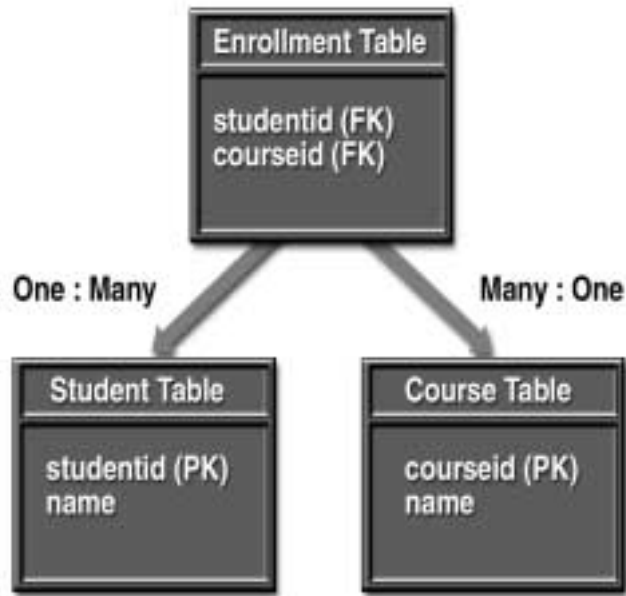 Enrollment Table
studentid (FK)
courseid (FK)
One : Many
Many : One
Student Table
studentid (PK)
name
Course Table
courseid (PK)
name